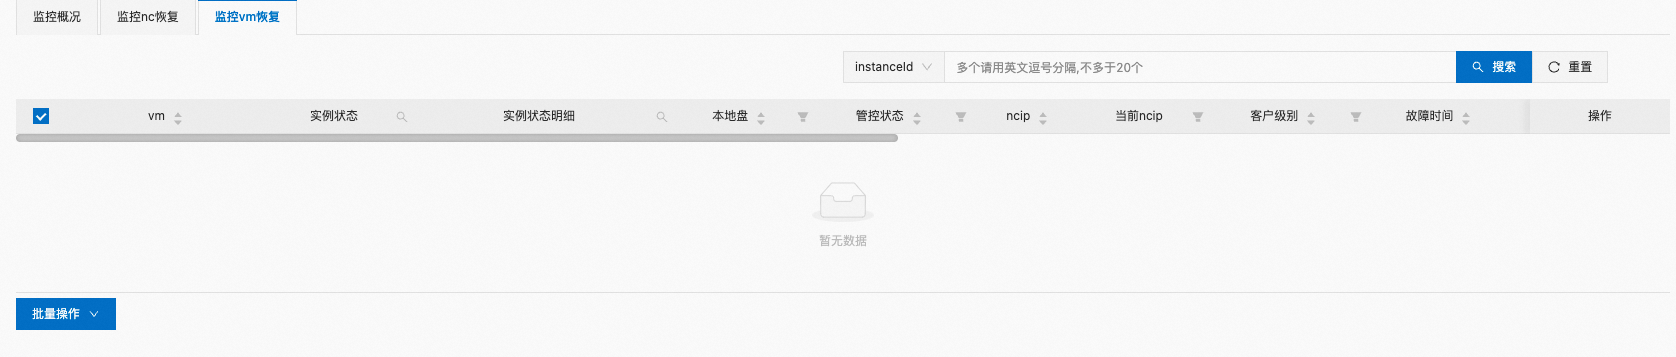 监控概况 监控nc恢复 监控vm恢复
instanceId 多个请用英文逗号分隔,不多于20个 搜索 重置
vm 实例状态 实例状态明细 本地盘 管控状态 ncip 当前ncip 客户级别 故障时间 操作
暂无数据
批量操作